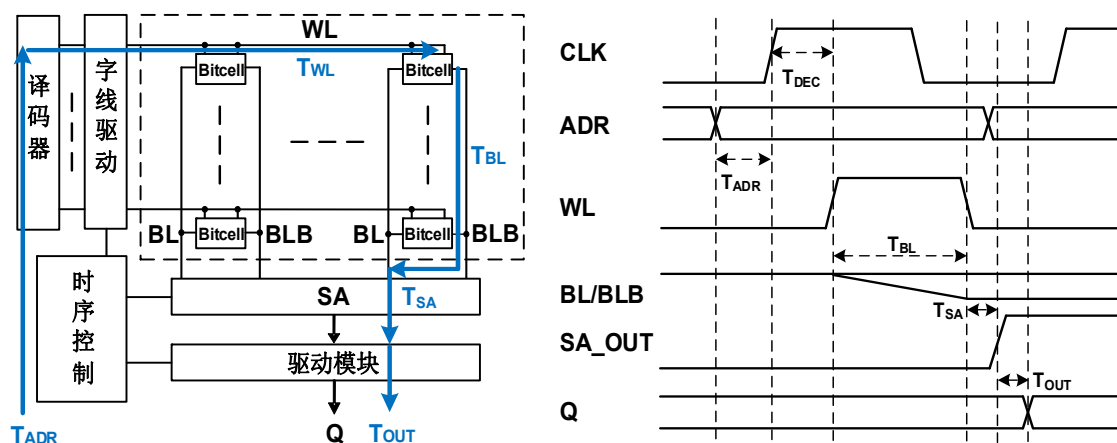 WL
译码器
字线驱动
Bitcell
Bitcell
TWL
TBL
Bitcell
Bitcell
BL
BLB
BL
BLB
时序控制
SA
TSA
驱动模块
TADR
Q
TOUT
CLK
TDEC
ADR
TADR
WL
TBL
BL/BLB
TSA
SA_OUT
TOUT
Q